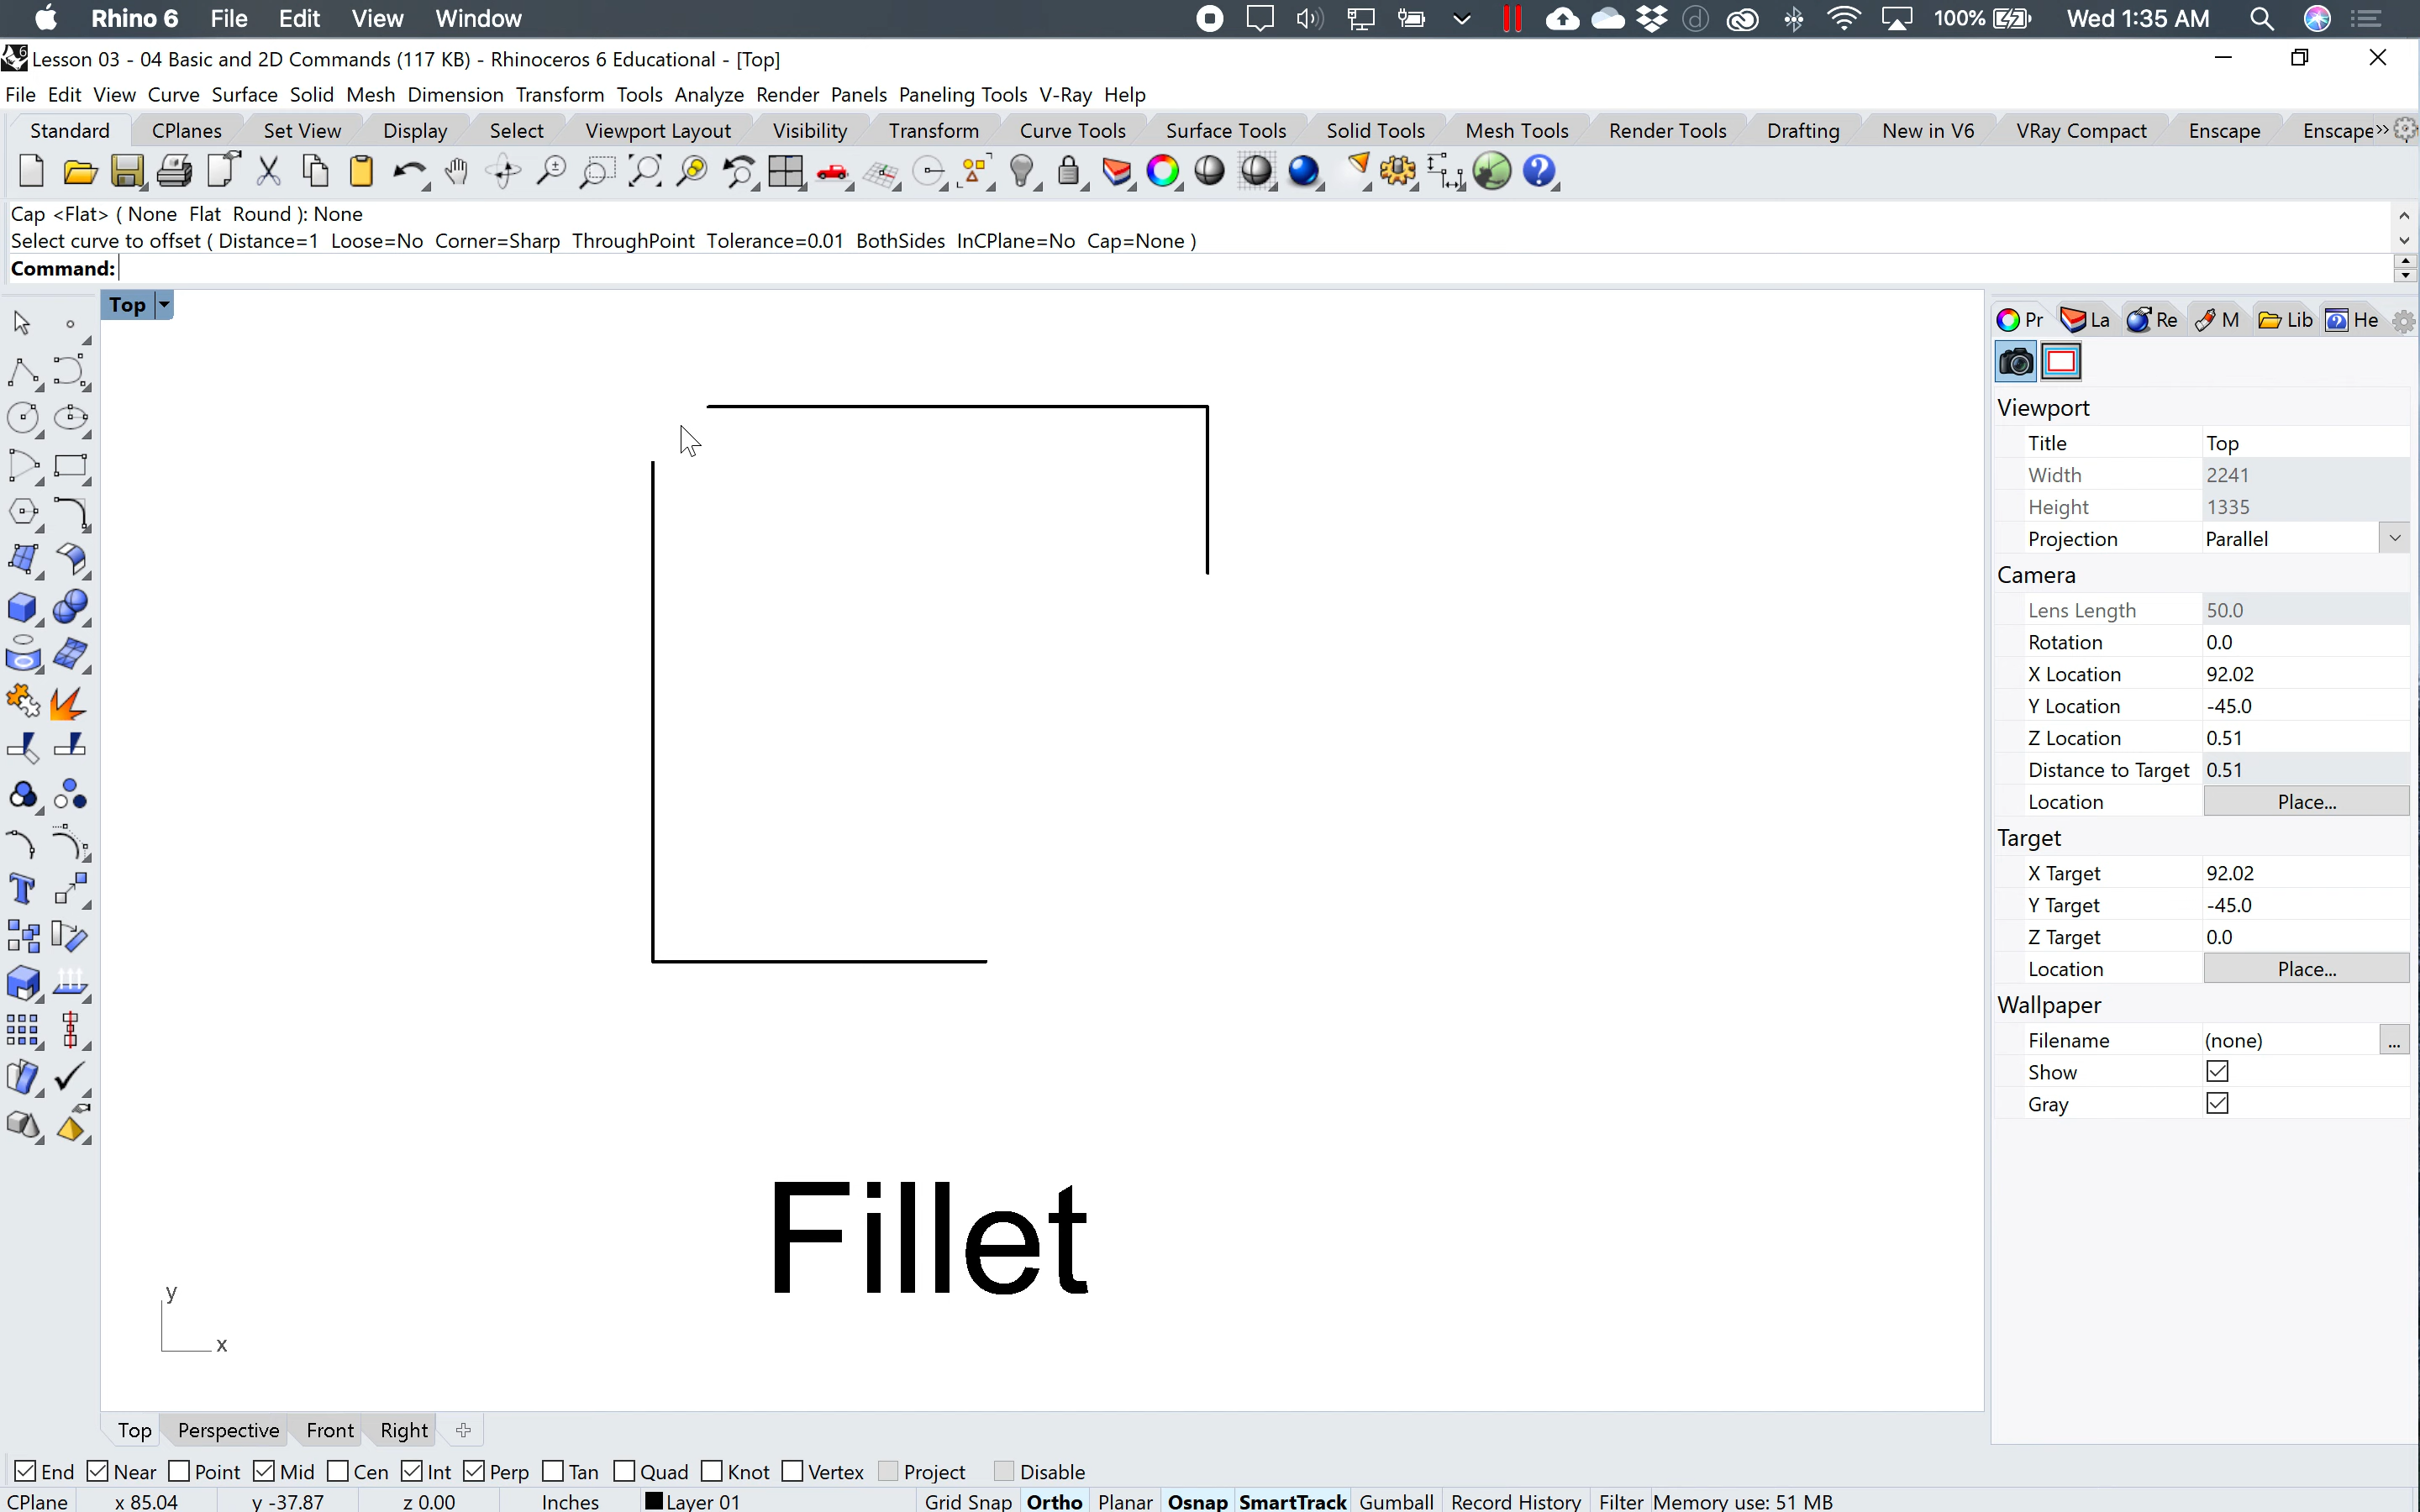 Rhino 6 File Edit View Window 100% Wed 1:35 AM
Lesson 03 - 04 Basic and 2D Commands (117 KB) - Rhinoceros 6 Educational - [Top]
File Edit View Curve Surface Solid Mesh Dimension Transform Tools Analyze Render Panels Paneling Tools V-Ray Help
Standard CPlanes Set View Display Select Viewport Layout Visibility Transform Curve Tools Surface Tools Solid Tools Mesh Tools Render Tools Drafting New in V6 VRay Compact Enscape Enscape»
Cap <Flat> ( None Flat Round ): None
Select curve to offset ( Distance=1 Loose=No Corner=Sharp ThroughPoint Tolerance=0.01 BothSides InCPlane=No Cap=None )
Command:
Top
Pr La Re M Lib He
Viewport
Title Top
Width 2241
Height 1335
Projection Parallel
Camera
Lens Length 50.0
Rotation 0.0
X Location 92.02
Y Location -45.0
Z Location 0.51
Distance to Target 0.51
Location Place...
Target
X Target 92.02
Y Target -45.0
Z Target 0.0
Location Place...
Wallpaper
Filename (none) ...
Show
Gray
Fillet
y
x
Top Perspective Front Right
End Near Point Mid Cen Int Perp Tan Quad Knot Vertex Project Disable
CPlane x 85.04 y -37.87 z 0.00 Inches Layer 01 Grid Snap Ortho Planar Osnap SmartTrack Gumball Record History Filter Memory use: 51 MB